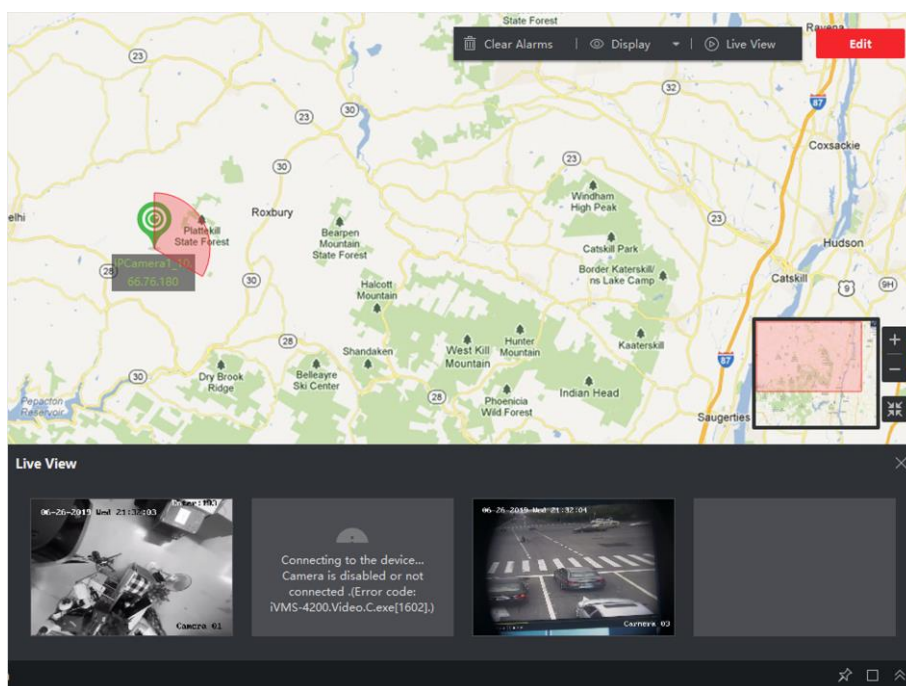 State Forest
Ravena
Clear Alarms
Display
Live View
Edit
23
30
32
87
23
30
Coxsackie
23
30
Windham
High Peak
elhi
Plattekill
State Forest
Roxbury
Bearpen
Mountain
State Forest
23
Catskill Park
Hudson
IPCamera1_10.
66.76.180
28
Border Katerskill/
ns Lake Camp
Catskill
9
9H
Halcott
Mountain
28
Shandaken
West Kill
Mountain
Hunter
Mountain
Kaaterskill
87
30
Dry Brook
Ridge
Belleayre
Ski Center
28
Phoenicia
Wild Forest
Indian Head
Pepacton
Reservoir
Saugerties
Live View
06-26-2019 Wed 21:32:03
Camera 01
Connecting to the device...
Camera is disabled or not
connected .(Error code:
iVMS-4200.Video.C.exe[1602].)
06-26-2019 Wed 21:32:04
Camera 03